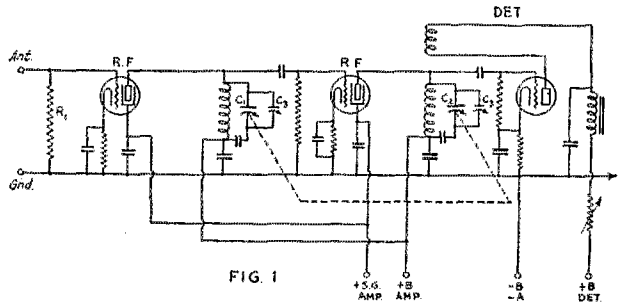 DET
Ant.
R.F
R F
R₁
C₁
C₃
C₂
C₃
Gnd.
FIG. 1
+S.G. AMP.
+B AMP.
-B -A
+B DET.